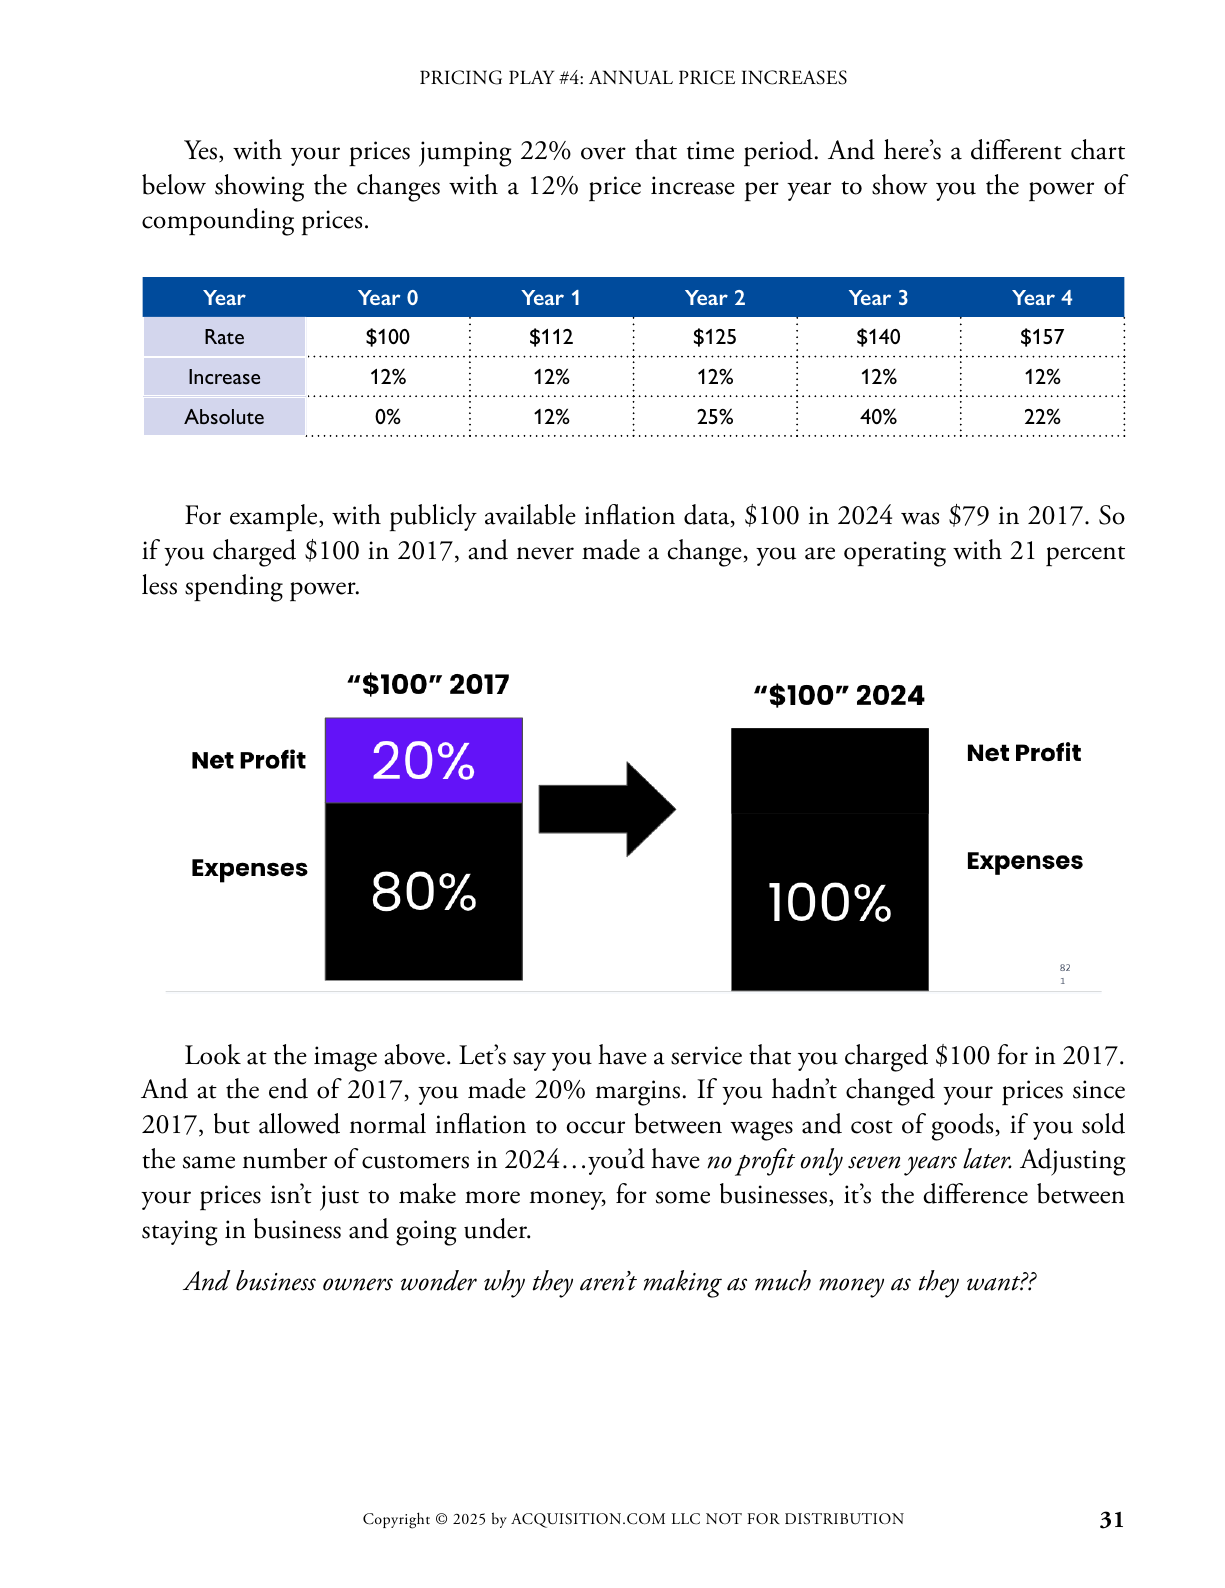 PRICING PLAY #4: ANNUAL PRICE INCREASES
Yes, with your prices jumping 22% over that time period. And here’s a different chart
below showing the changes with a 12% price increase per year to show you the power of
compounding prices.
Year Year 0 Year 1 Year 2 Year 3 Year 4
Rate $100 $112 $125 $140 $157
Increase 12% 12% 12% 12% 12%
Absolute 0% 12% 25% 40% 22%
For example, with publicly available inflation data, $100 in 2024 was $79 in 2017. So
if you charged $100 in 2017, and never made a change, you are operating with 21 percent
less spending power.
“$100” 2017
“$100” 2024
Net Profit 20% Net Profit
Expenses 80% Expenses
100%
82
1
Look at the image above. Let’s say you have a service that you charged $100 for in 2017.
And at the end of 2017, you made 20% margins. If you hadn’t changed your prices since
2017, but allowed normal inflation to occur between wages and cost of goods, if you sold
the same number of customers in 2024…you’d have no profit only seven years later. Adjusting
your prices isn’t just to make more money, for some businesses, it’s the difference between
staying in business and going under.
And business owners wonder why they aren’t making as much money as they want??
Copyright © 2025 by ACQUISITION.COM LLC NOT FOR DISTRIBUTION 31